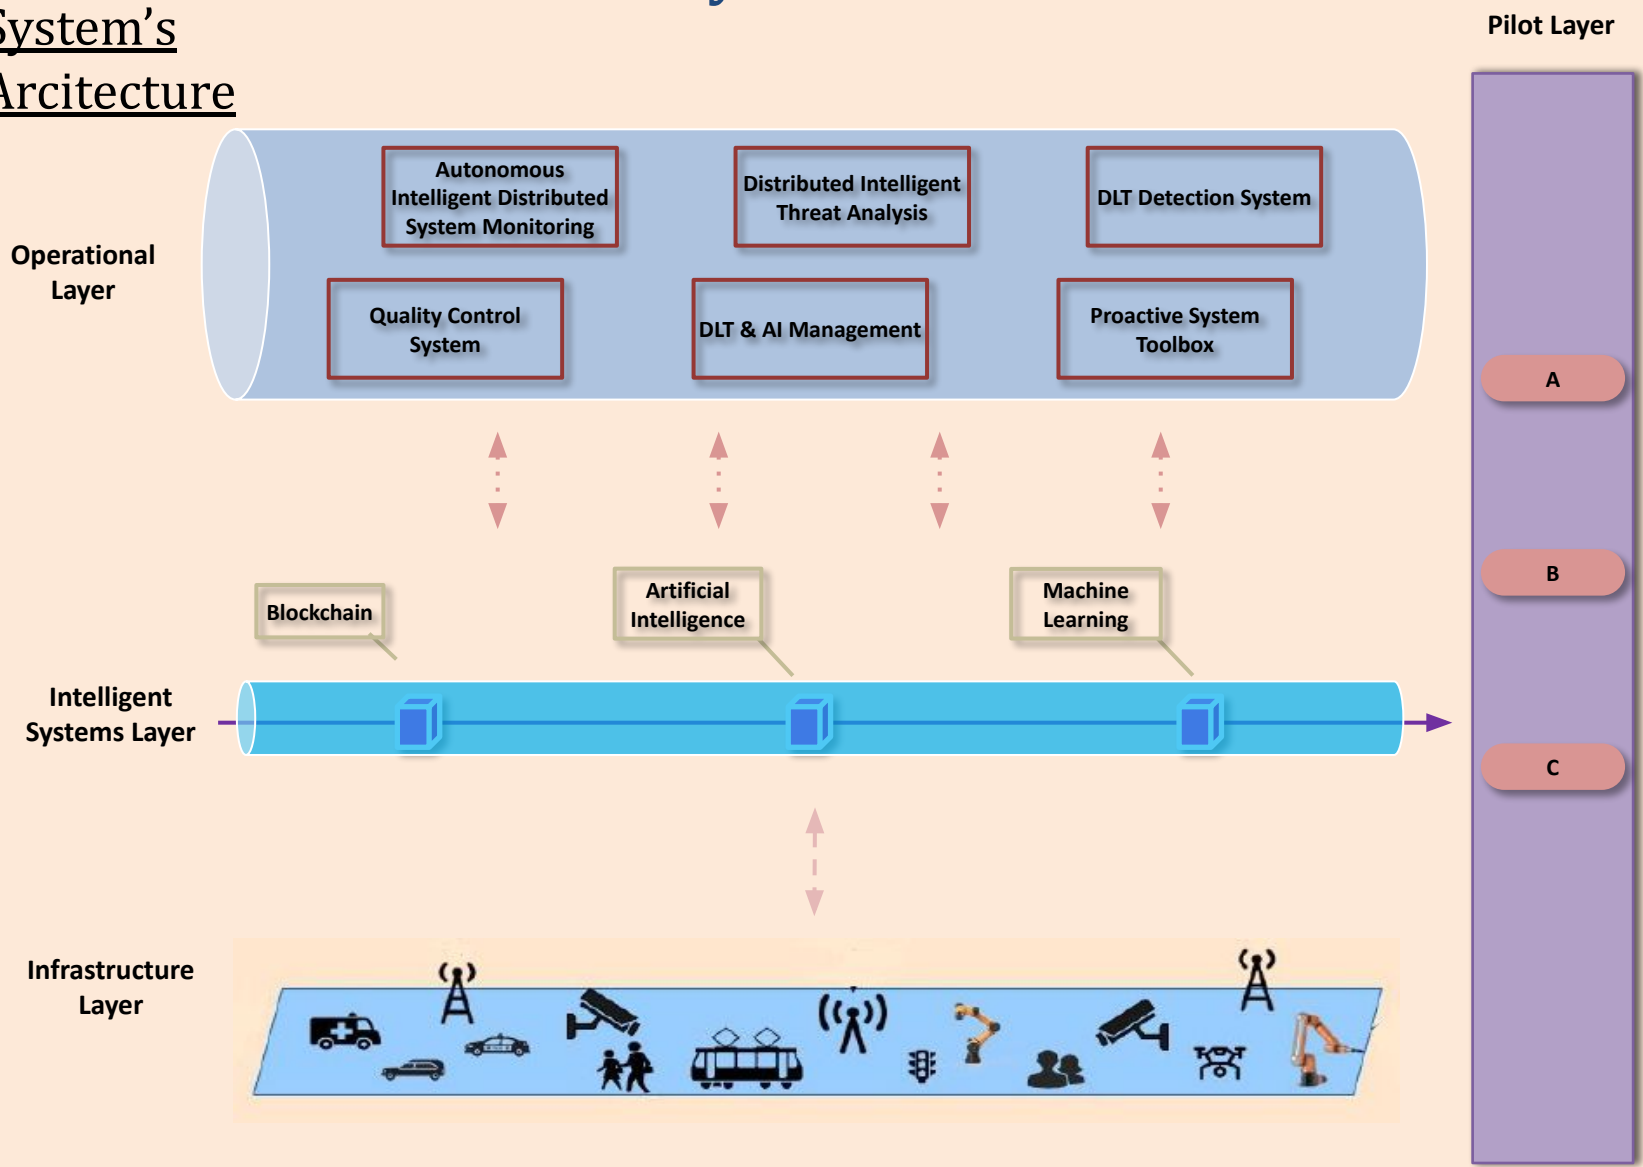 System's
Arcitecture
Pilot Layer
Operational
Layer
Autonomous
Intelligent Distributed
System Monitoring
Distributed Intelligent
Threat Analysis
DLT Detection System
Quality Control
System
DLT & AI Management
Proactive System
Toolbox
A
B
C
Blockchain
Artificial
Intelligence
Machine
Learning
Intelligent
Systems Layer
Infrastructure
Layer